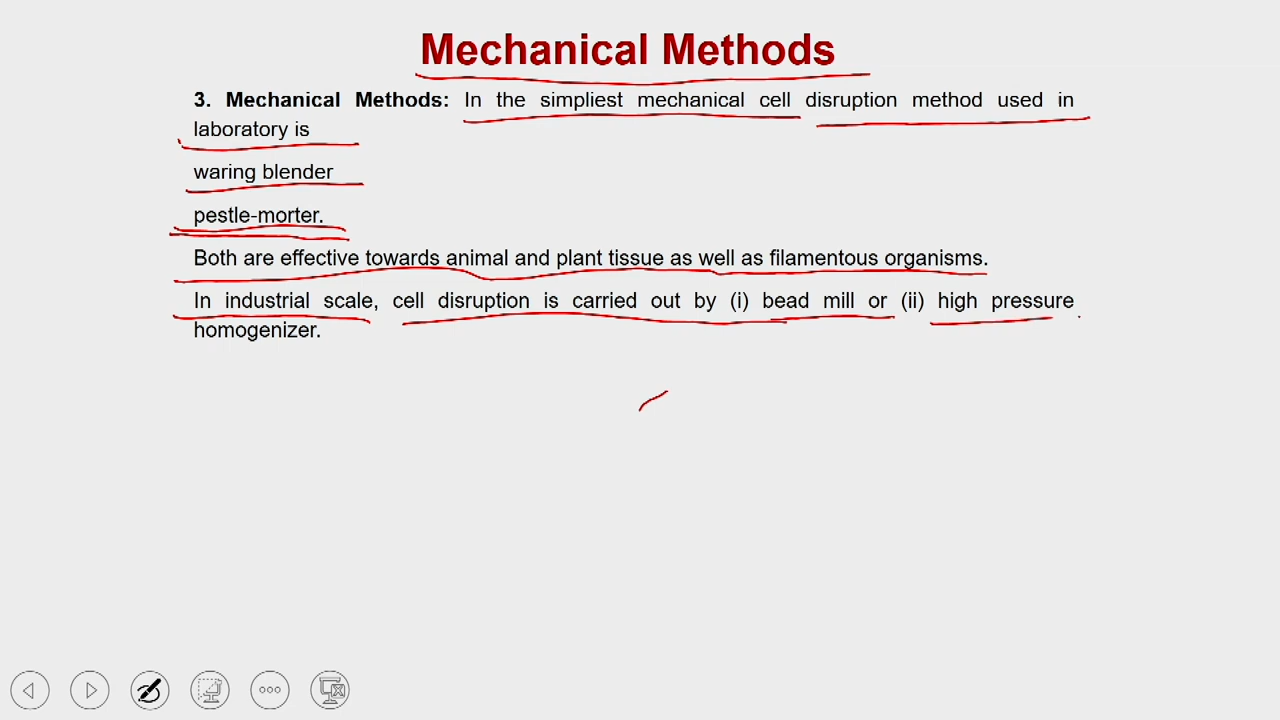 Mechanical Methods
3. Mechanical Methods: In the simpliest mechanical cell disruption method used in
laboratory is
waring blender
pestle-morter.
Both are effective towards animal and plant tissue as well as filamentous organisms.
In industrial scale, cell disruption is carried out by (i) bead mill or (ii) high pressure
homogenizer.